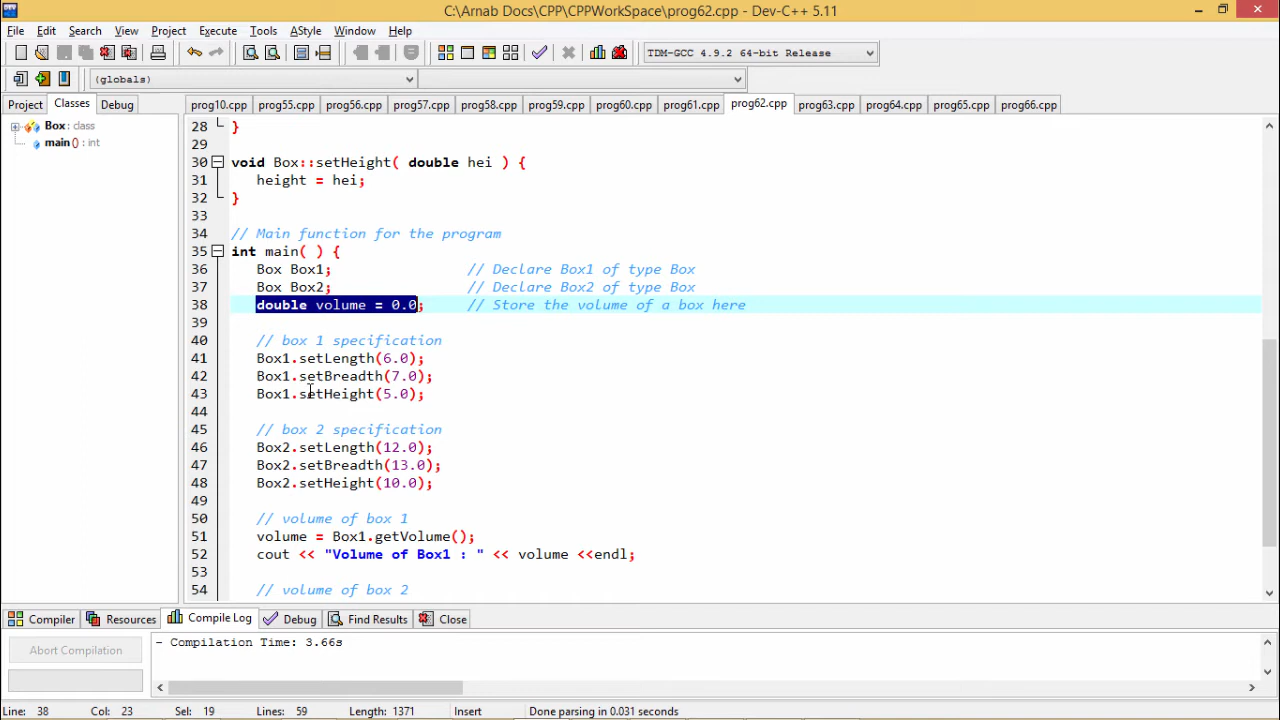 C:\Arnab Docs\CPP\CPPWorkSpace\prog62.cpp - Dev-C++ 5.11
File Edit Search View Project Execute Tools AStyle Window Help
TDM-GCC 4.9.2 64-bit Release
(globals)
Project Classes Debug
prog10.cpp prog55.cpp prog56.cpp prog57.cpp prog58.cpp prog59.cpp prog60.cpp prog61.cpp prog62.cpp prog63.cpp prog64.cpp prog65.cpp prog66.cpp
Box : class
main () : int
28 }
29
30 void Box::setHeight( double hei ) {
31 height = hei;
32 }
33
34 // Main function for the program
35 int main( ) {
36 Box Box1; // Declare Box1 of type Box
37 Box Box2; // Declare Box2 of type Box
38 double volume = 0.0; // Store the volume of a box here
39
40 // box 1 specification
41 Box1.setLength(6.0);
42 Box1.setBreadth(7.0);
43 Box1.setHeight(5.0);
44
45 // box 2 specification
46 Box2.setLength(12.0);
47 Box2.setBreadth(13.0);
48 Box2.setHeight(10.0);
49
50 // volume of box 1
51 volume = Box1.getVolume();
52 cout << "Volume of Box1 : " << volume <<endl;
53
54 // volume of box 2
Compiler Resources Compile Log Debug Find Results Close
Abort Compilation
- Compilation Time: 3.66s
Line: 38 Col: 23 Sel: 19 Lines: 59 Length: 1371 Insert Done parsing in 0.031 seconds